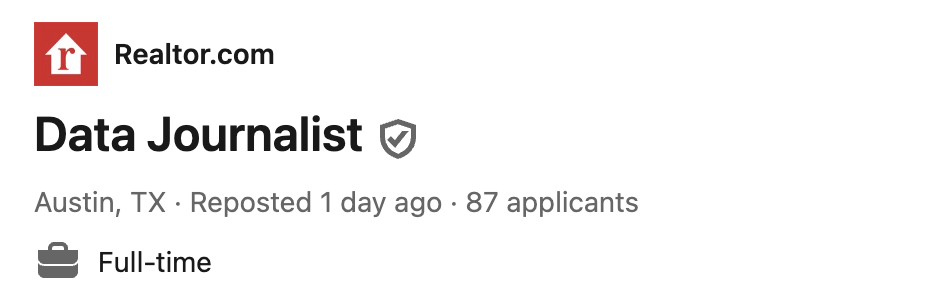 r
Realtor.com
Data Journalist
Austin, TX · Reposted 1 day ago · 87 applicants
Full-time